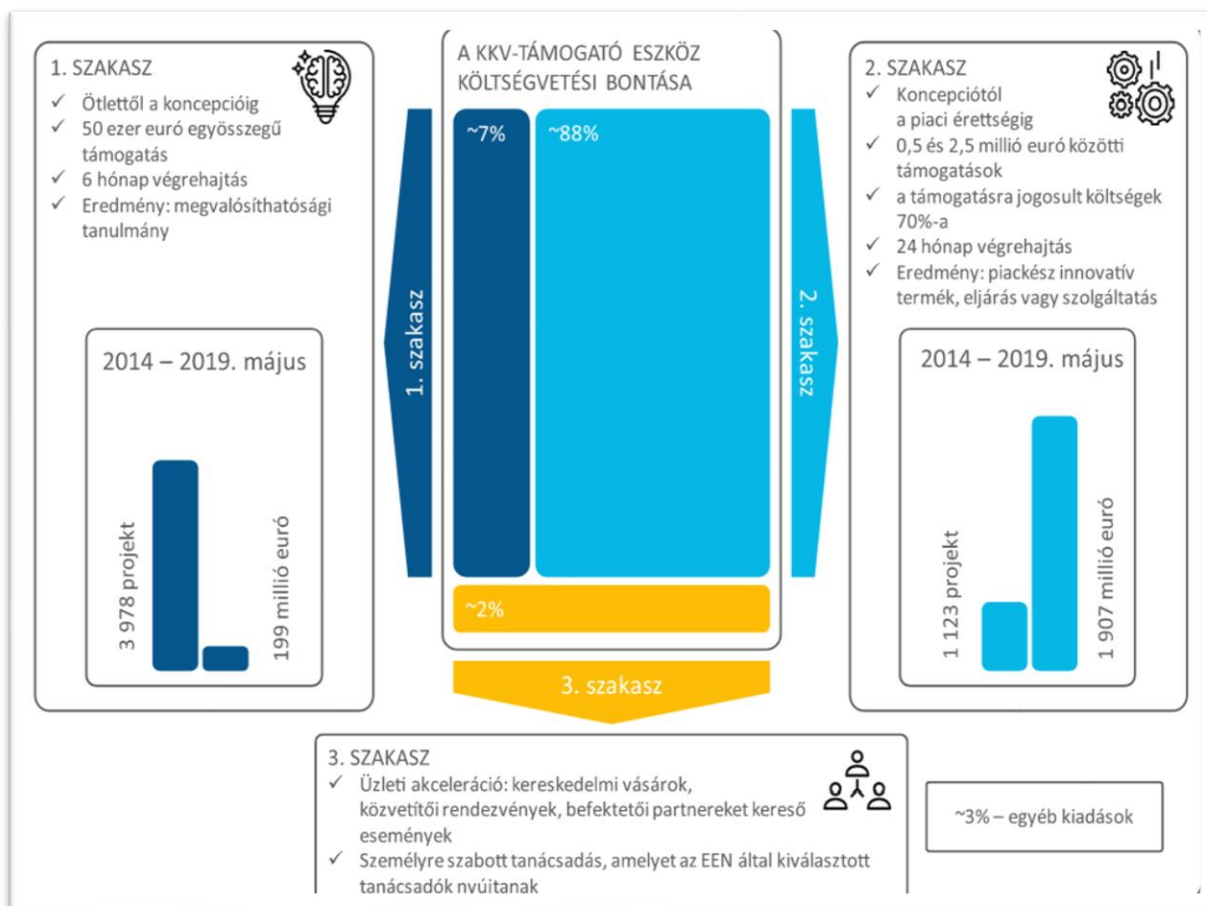 1. SZAKASZ
✓ Ötlettől a koncepcióig
✓ 50 ezer euró egyösszegű
támogatás
✓ 6 hónap végrehajtás
✓ Eredmény: megvalósíthatósági
tanulmány
2014 – 2019. május
3 978 projekt
199 millió euró
A KKV-TÁMOGATÓ ESZKÖZ
KÖLTSÉGVETÉSI BONTÁSA
1. szakasz
~7%
~88%
2. szakasz
~2%
3. szakasz
2. SZAKASZ
✓ Koncepciótól
a piaci érettségig
✓ 0,5 és 2,5 millió euró közötti
támogatások
✓ a támogatásra jogosult költségek
70%-a
✓ 24 hónap végrehajtás
✓ Eredmény: piackész innovatív
termék, eljárás vagy szolgáltatás
2014 – 2019. május
1 123 projekt
1 907 millió euró
3. SZAKASZ
✓ Üzleti akceleráció: kereskedelmi vásárok,
közvetítői rendezvények, befektetői partnereket kereső
események
✓ Személyre szabott tanácsadás, amelyet az EEN által kiválasztott
tanácsadók nyújtanak
~3% – egyéb kiadások